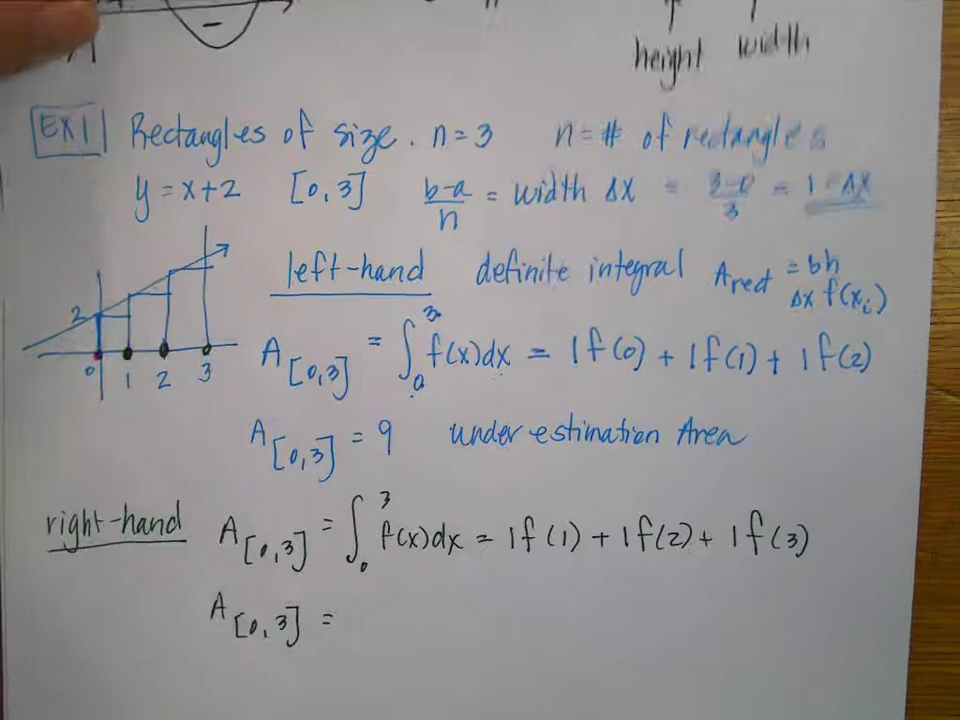 height width
EX1 Rectangles of size. n = 3 n = # of rectangles
y = x+2 [0, 3] b-a/n = width Δx = 3-0/3 = 1 = Δx
left-hand definite integral Arect = bh
Δx f(xᵢ)
2
A[0,3] = ∫₀³ f(x)dx = 1f(0) + 1f(1) + 1f(2)
0 1 2 3
A[0,3] = 9 under estimation Area
right-hand A[0,3] = ∫₀³ f(x)dx = 1f(1) + 1f(2) + 1f(3)
A[0,3] =